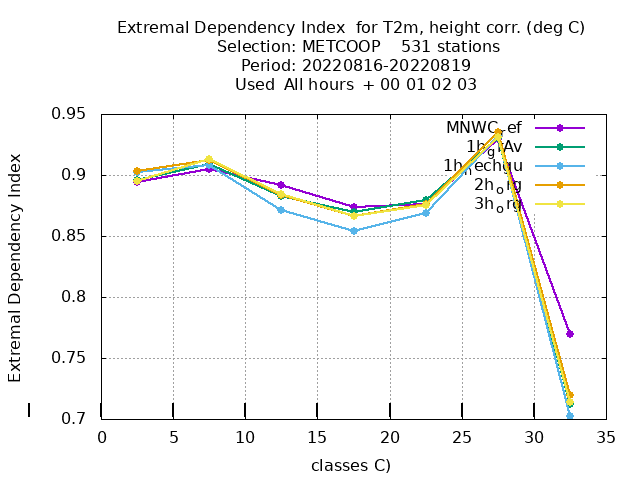 Extremal Dependency Index for T2m, height corr. (deg C)
Selection: METCOOP 531 stations
Period: 20220816-20220819
Used All hours + 00 01 02 03
0.95
0.9
0.85
0.8
0.75
0.7
Extremal Dependency Index
0 5 10 15 20 25 30 35
classes C)